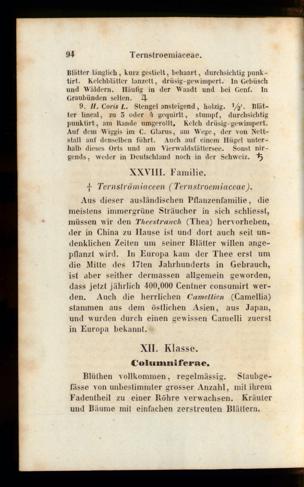 94 Ternstroemiaceae.
Blätter länglich, kurz gestielt, behaart, durchsichtig punk-
tirt. Kelchblätter lanzett, drüsig-gewimpert. In Gebüsch
und Wäldern. Häufig in der Waadt und bei Genf. In
Graubünden selten. ♃
9. H. Coris L. Stengel ansteigend, holzig. ½'. Blät-
ter lineal, zu 3 oder 4 gequirlt, stumpf, durchsichtig
punktirt, am Rande umgerollt. Kelch drüsig-gewimpert.
Auf dem Wiggis im C. Glarus, am Wege, der von Nett-
stall auf denselben führt. Auch auf einem Hügel unter-
halb dieses Orts und am Vierwaldstättersee. Sonst nir-
gends, weder in Deutschland noch in der Schweiz. ♄
XXVIII. Familie.
† Ternströmiaceen (Ternstroemiaceae).
Aus dieser ausländischen Pflanzenfamilie, die
meistens immergrüne Sträucher in sich schliesst,
müssen wir den Theestrauch (Thea) hervorheben,
der in China zu Hause ist und dort auch seit un-
denklichen Zeiten um seiner Blätter willen ange-
pflanzt wird. In Europa kam der Thee erst um
die Mitte des 17ten Jahrhunderts in Gebrauch,
ist aber seither dermassen allgemein geworden,
dass jetzt jährlich 400,000 Centner consumirt wer-
den. Auch die herrlichen Camellien (Camellia)
stammen aus dem östlichen Asien, aus Japan,
und wurden durch einen gewissen Camelli zuerst
in Europa bekannt.
XII. Klasse.
Columniferae.
Blüthen vollkommen, regelmässig. Staubge-
fässe von unbestimmter grosser Anzahl, mit ihrem
Fadentheil zu einer Röhre verwachsen. Kräuter
und Bäume mit einfachen zerstreuten Blättern.